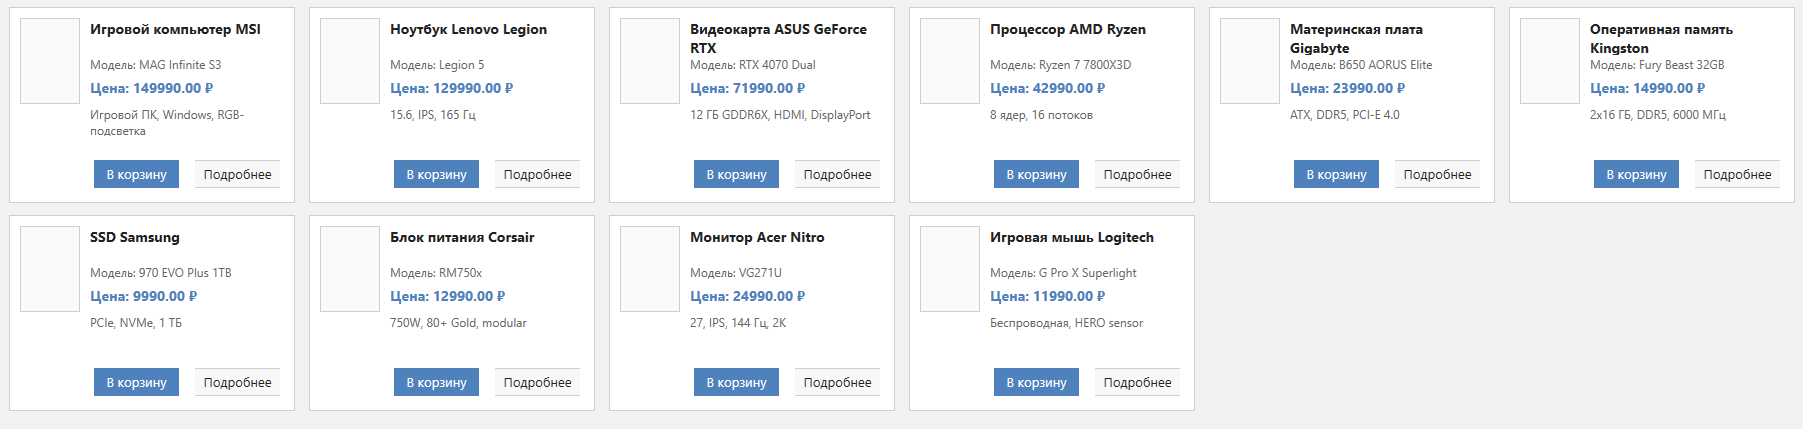 Игровой компьютер MSI
Модель: MAG Infinite S3
Цена: 149990.00 ₽
Игровой ПК, Windows, RGB-
подсветка
В корзину
Подробнее
Ноутбук Lenovo Legion
Модель: Legion 5
Цена: 129990.00 ₽
15.6, IPS, 165 Гц
В корзину
Подробнее
Видеокарта ASUS GeForce
RTX
Модель: RTX 4070 Dual
Цена: 71990.00 ₽
12 ГБ GDDR6X, HDMI, DisplayPort
В корзину
Подробнее
Процессор AMD Ryzen
Модель: Ryzen 7 7800X3D
Цена: 42990.00 ₽
8 ядер, 16 потоков
В корзину
Подробнее
Материнская плата
Gigabyte
Модель: B650 AORUS Elite
Цена: 23990.00 ₽
ATX, DDR5, PCI-E 4.0
В корзину
Подробнее
Оперативная память
Kingston
Модель: Fury Beast 32GB
Цена: 14990.00 ₽
2x16 ГБ, DDR5, 6000 МГц
В корзину
Подробнее
SSD Samsung
Модель: 970 EVO Plus 1TB
Цена: 9990.00 ₽
PCIe, NVMe, 1 ТБ
В корзину
Подробнее
Блок питания Corsair
Модель: RM750x
Цена: 12990.00 ₽
750W, 80+ Gold, modular
В корзину
Подробнее
Монитор Acer Nitro
Модель: VG271U
Цена: 24990.00 ₽
27, IPS, 144 Гц, 2K
В корзину
Подробнее
Игровая мышь Logitech
Модель: G Pro X Superlight
Цена: 11990.00 ₽
Беспроводная, HERO sensor
В корзину
Подробнее